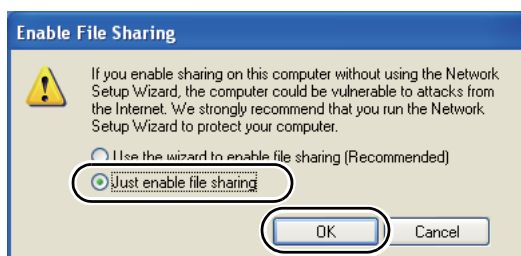 Enable File Sharing
If you enable sharing on this computer without using the Network
Setup Wizard, the computer could be vulnerable to attacks from
the Internet. We strongly recommend that you run the Network
Setup Wizard to protect your computer.
Use the wizard to enable file sharing (Recommended)
Just enable file sharing
OK
Cancel